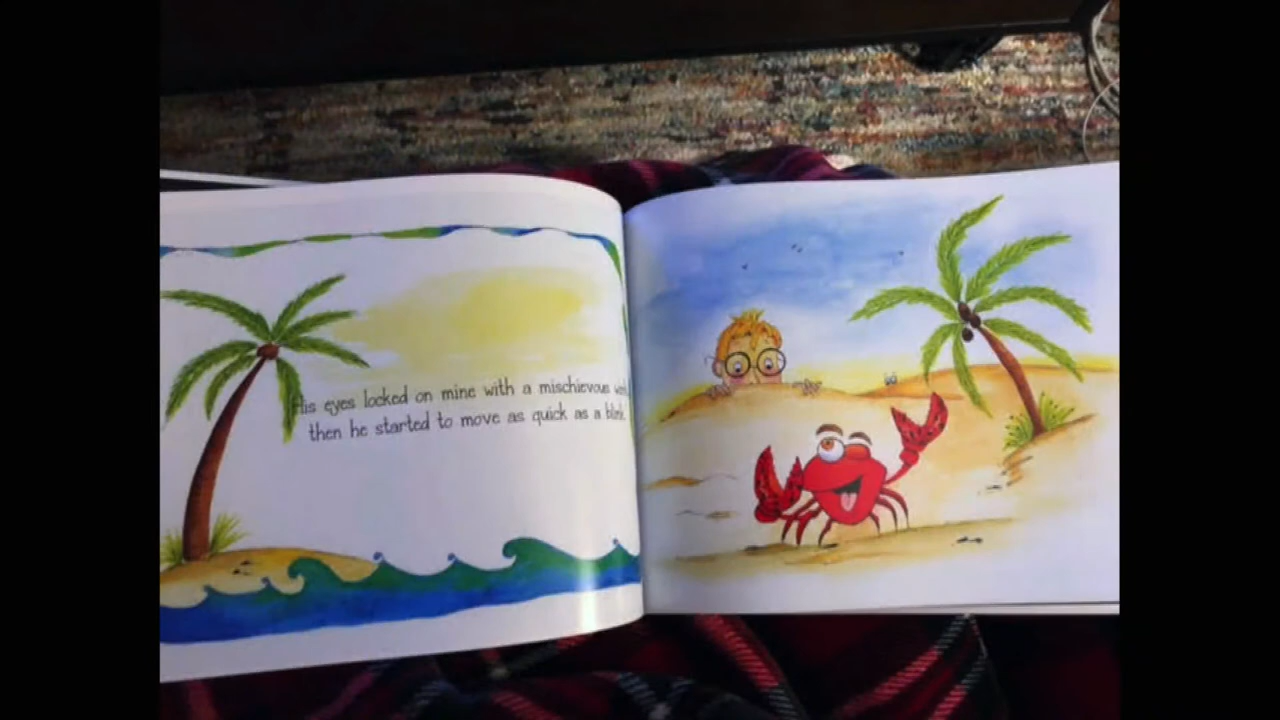 His eyes locked on mine with a mischievous
then he started to move as quick as a blink.